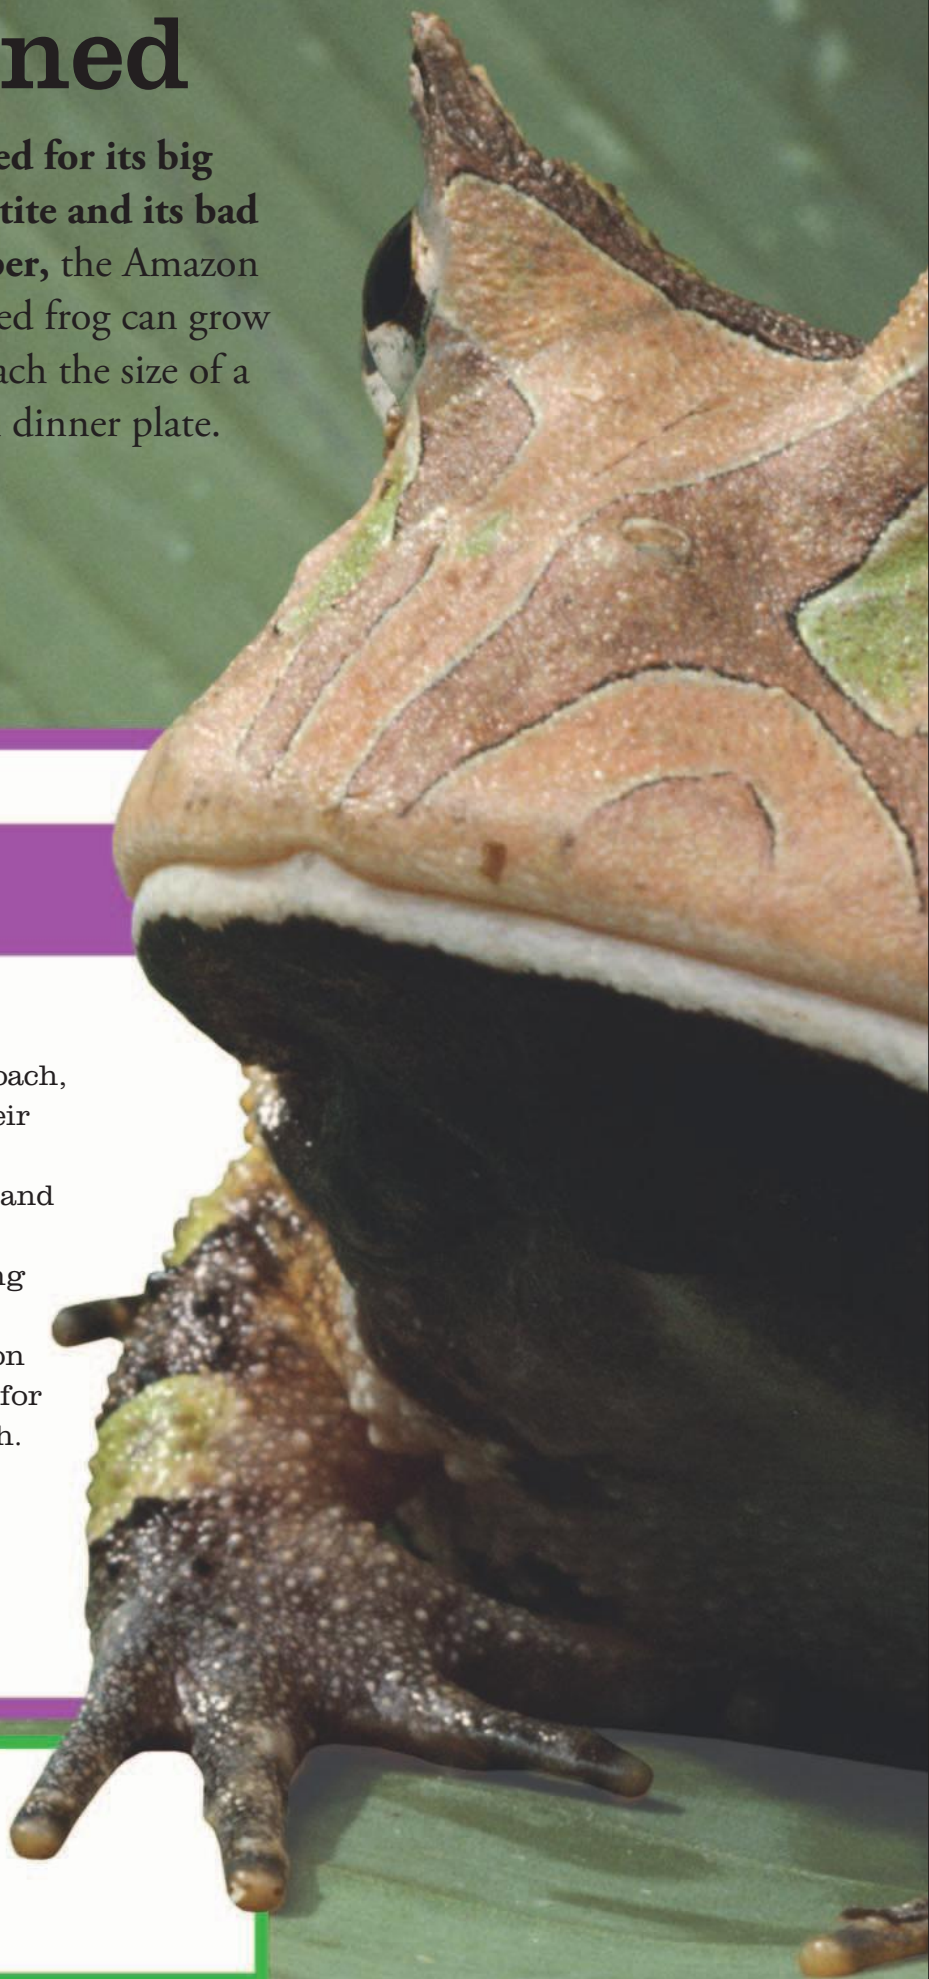 ned
ed for its big
tite and its bad
per, the Amazon
ed frog can grow
ach the size of a
dinner plate.
oach,
eir
and
ng
on
for
h.